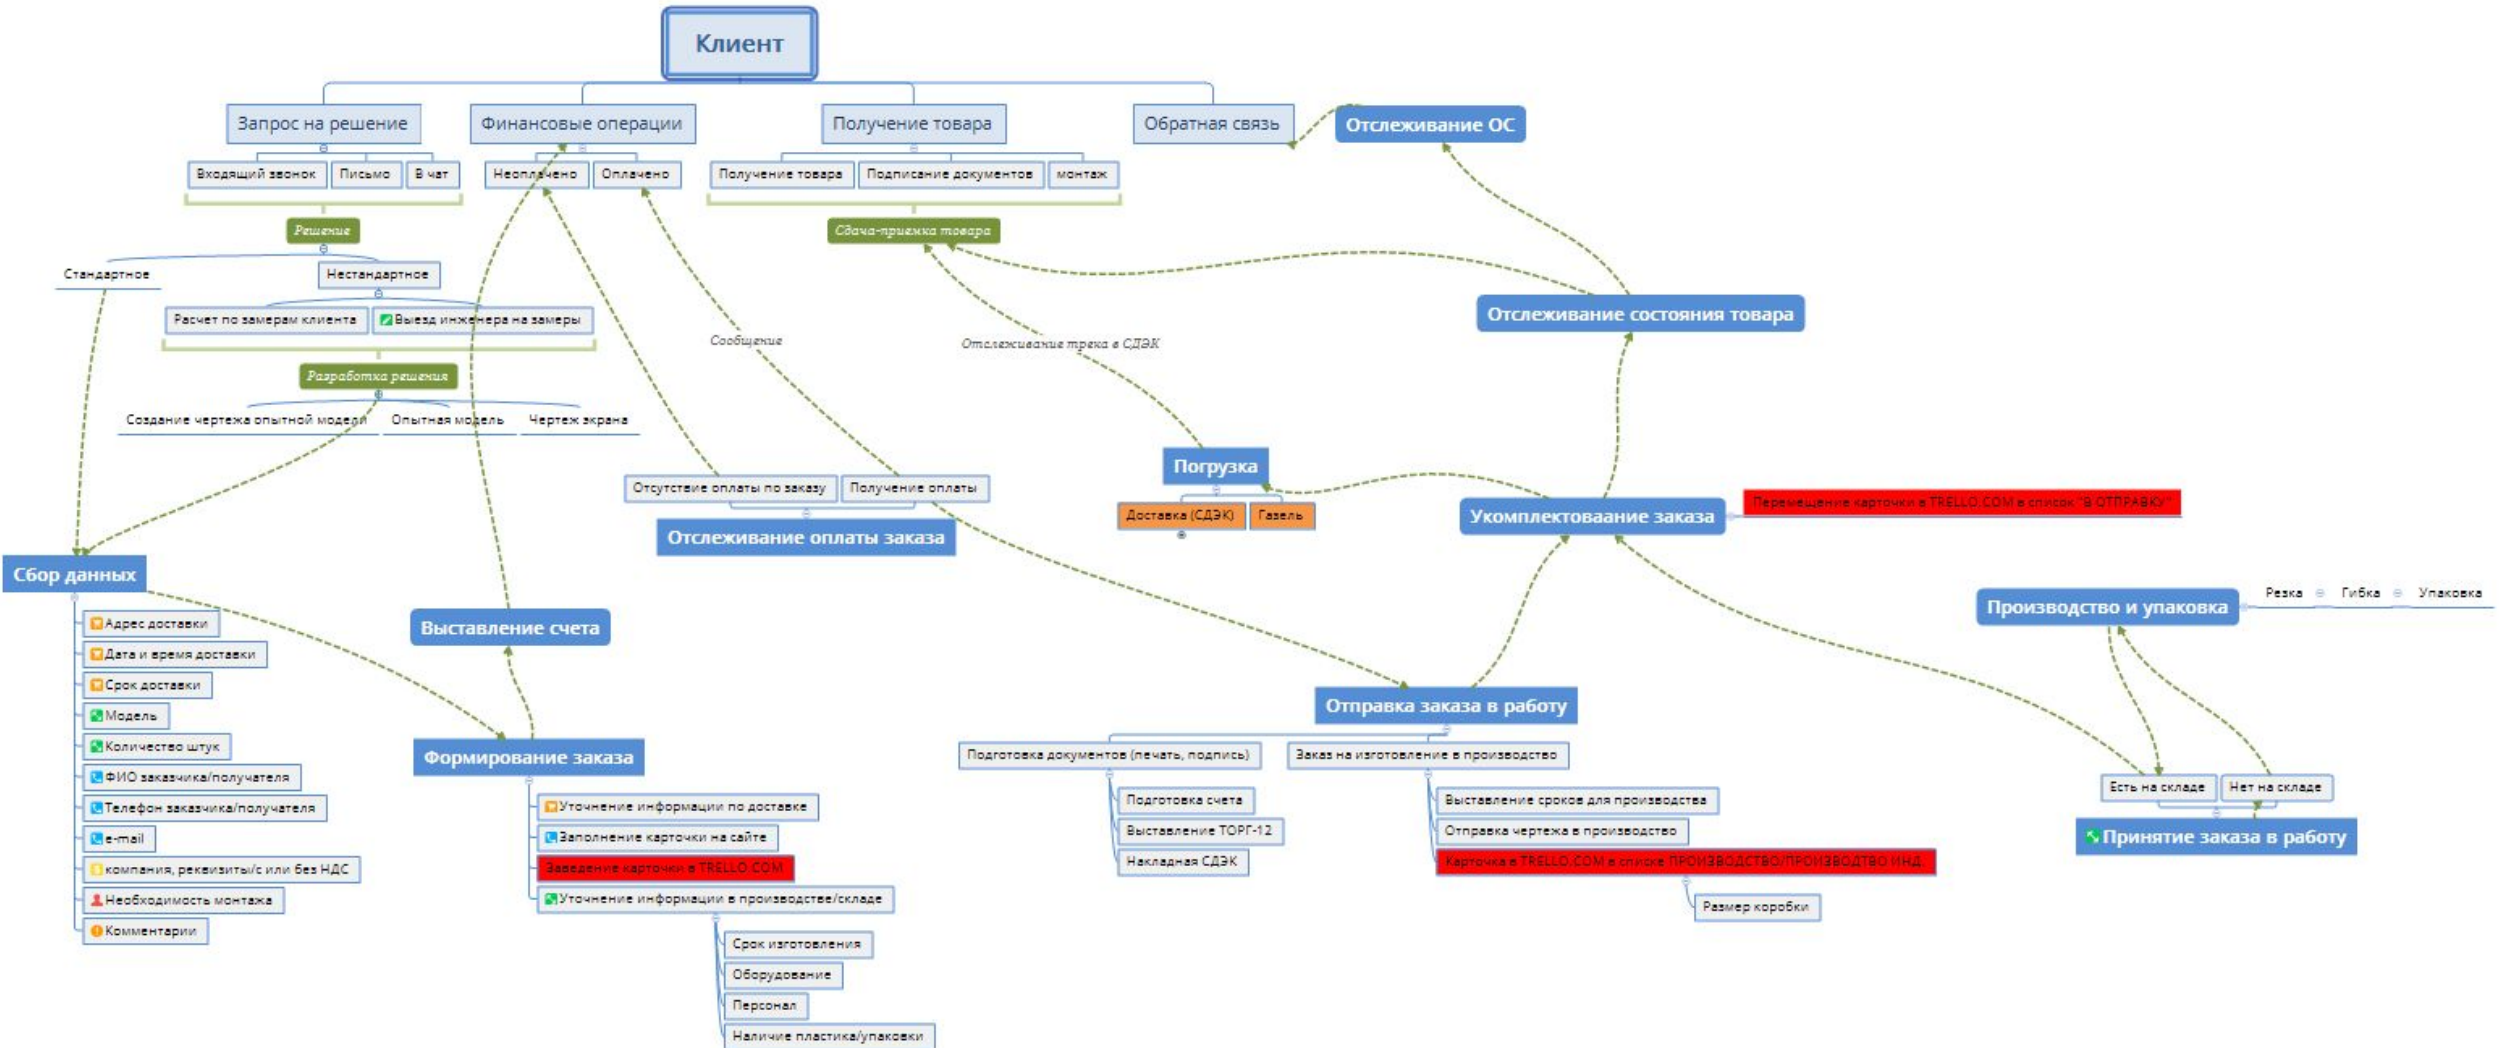 Клиент
Запрос на решение
Финансовые операции
Получение товара
Обратная связь
Отслеживание ОС
Входящий звонок
Письмо
В чат
Неоплачено
Оплачено
Получение товара
Подписание документов
монтаж
Решение
Сдача-приемка товара
Стандартное
Нестандартное
Расчет по замерам клиента
Выезд инженера на замеры
Отслеживание состояния товара
Сообщение
Отслеживание трека в СДЭК
Разработка решения
Создание чертежа опытной модели
Опытная модель
Чертеж экрана
Погрузка
Доставка (СДЭК)
Газель
Отсутствие оплаты по заказу
Получение оплаты
Отслеживание оплаты заказа
Укомплектоваание заказа
Перемещение карточки в TRELLO.COM в список "В ОТПРАВКУ"
Сбор данных
Адрес доставки
Дата и время доставки
Срок доставки
Модель
Количество штук
ФИО заказчика/получателя
Телефон заказчика/получателя
e-mail
компания, реквизиты/с или без НДС
Необходимость монтажа
Комментарии
Выставление счета
Формирование заказа
Уточнение информации по доставке
Заполнение карточки на сайте
Заведение карточки в TRELLO.COM
Уточнение информации в производстве/складе
Срок изготовления
Оборудование
Персонал
Наличие пластика/упаковки
Отправка заказа в работу
Подготовка документов (печать, подпись)
Подготовка счета
Выставление ТОРГ-12
Накладная СДЭК
Заказ на изготовление в производство
Выставление сроков для производства
Отправка чертежа в производство
Карточка в TRELLO.COM в списке ПРОИЗВОДСТВО/ПРОИЗВОДТВО ИНД.
Размер коробки
Производство и упаковка
Резка
Гибка
Упаковка
Есть на складе
Нет на складе
Принятие заказа в работу